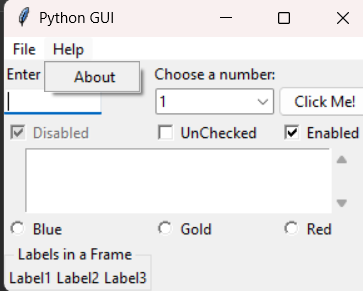 Python GUI
File Help
About
Enter
Choose a number:
1
Click Me!
Disabled UnChecked Enabled
Blue Gold Red
Labels in a Frame
Label1 Label2 Label3